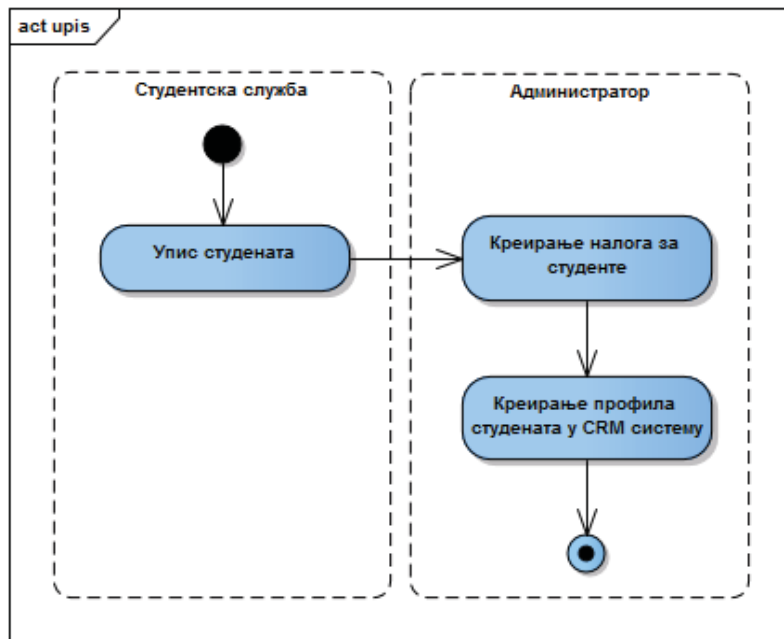 act upis
Студентска служба
Администратор
Упис студената
Креирање налога за
студенте
Креирање профила
студената у CRM систему